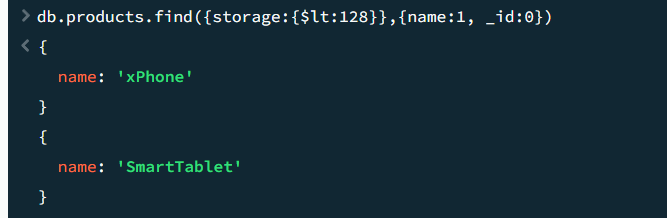 > db.products.find({storage:{$lt:128}},{name:1, _id:0})
< {
name: 'xPhone'
}
{
name: 'SmartTablet'
}